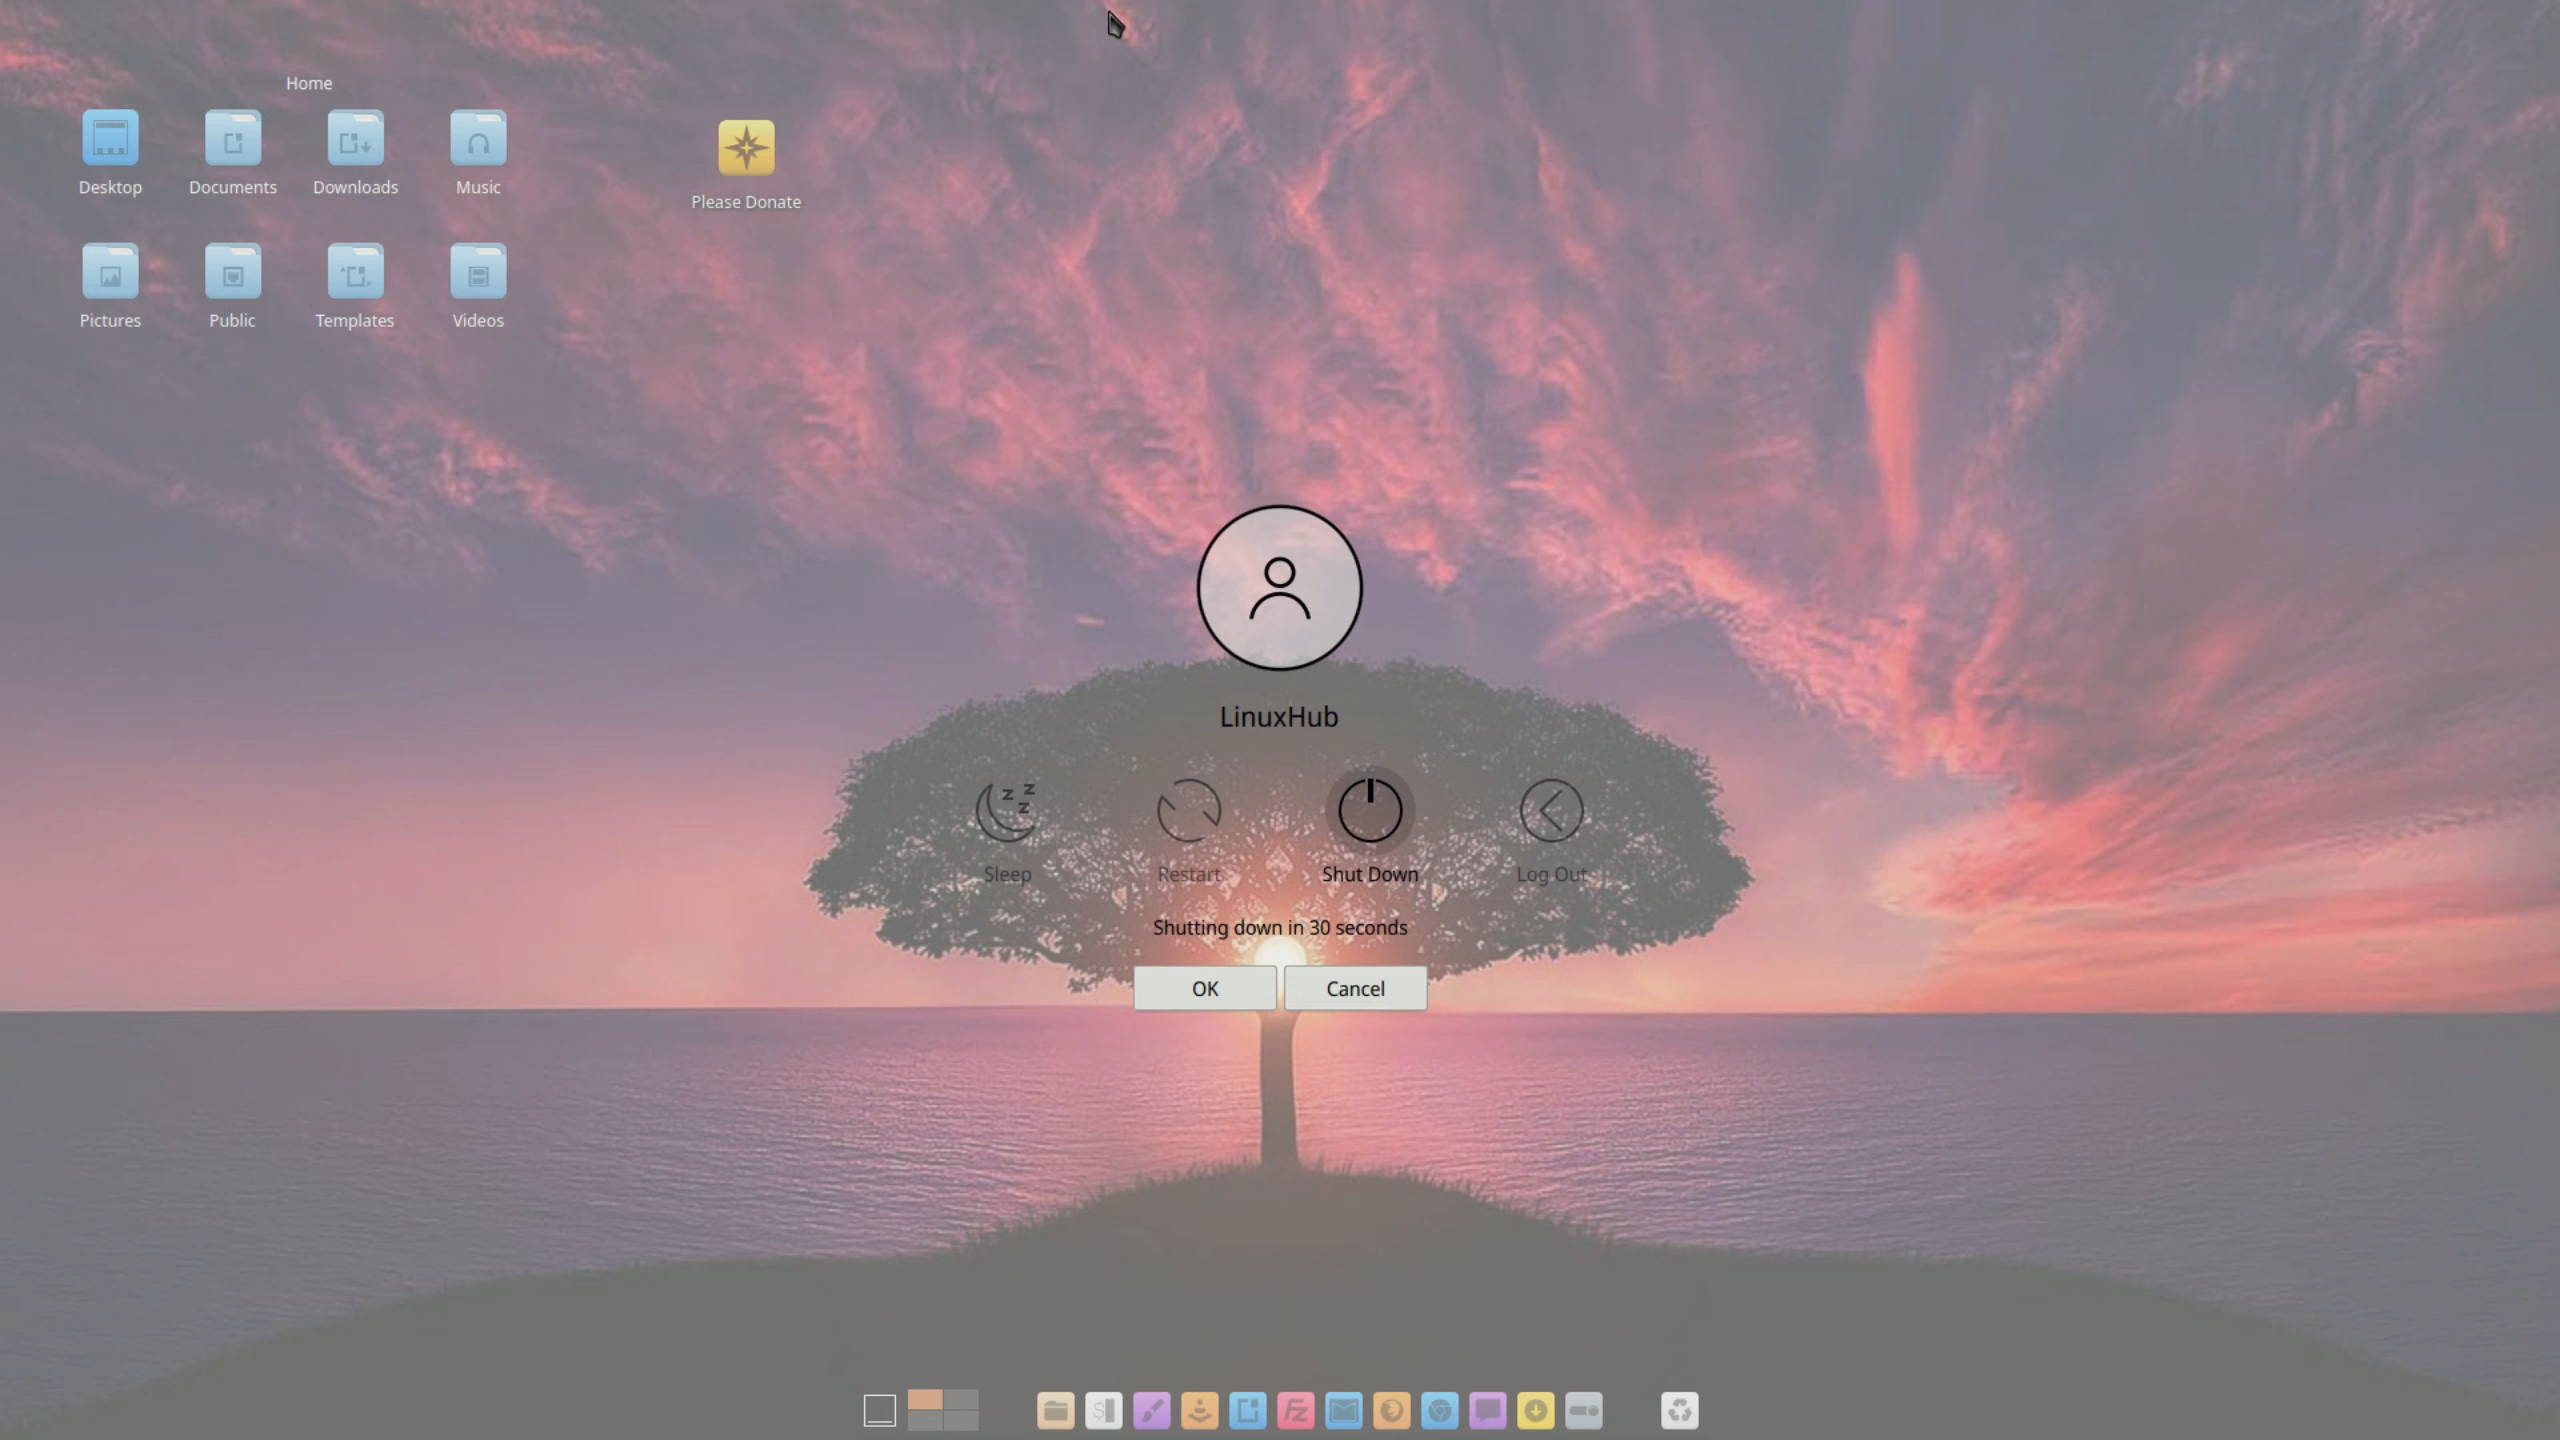 Home
Desktop
Documents
Downloads
Music
Please Donate
Pictures
Public
Templates
Videos
LinuxHub
z z
z
Sleep
Restart
Shut Down
Log Out
Shutting down in 30 seconds
OK
Cancel
S
Fz